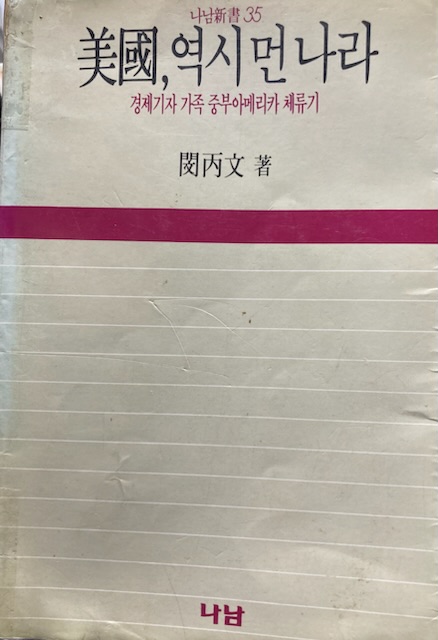 나남新書 35
美國, 역시 먼 나라
경제기자 가족 중부아메리카 체류기
閔丙文 著
나남